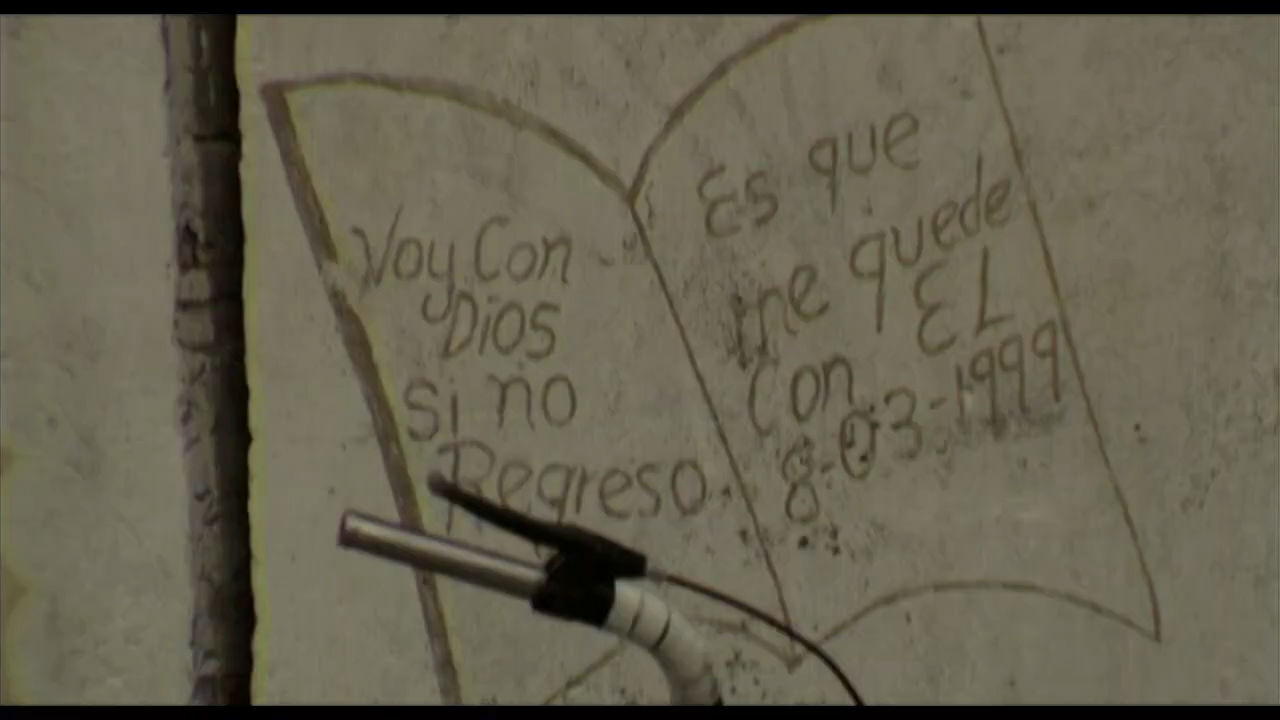 Voy Con
Dios
si no
Regreso
Es que
me quede
Con EL
8-03-1999